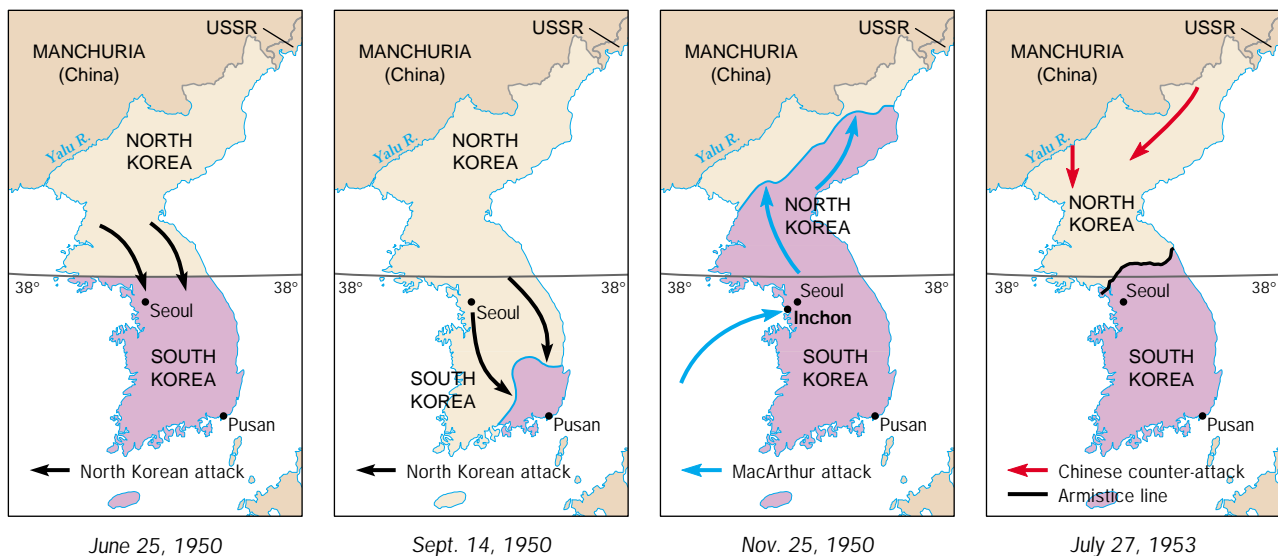 USSR
MANCHURIA
(China)
Yalu R.
NORTH
KOREA
38°
38°
Seoul
SOUTH
KOREA
Pusan
North Korean attack
June 25, 1950
USSR
MANCHURIA
(China)
Yalu R.
NORTH
KOREA
38°
38°
Seoul
SOUTH
KOREA
Pusan
North Korean attack
Sept. 14, 1950
USSR
MANCHURIA
(China)
Yalu R.
NORTH
KOREA
38°
38°
Seoul
Inchon
SOUTH
KOREA
Pusan
MacArthur attack
Nov. 25, 1950
USSR
MANCHURIA
(China)
Yalu R.
NORTH
KOREA
38°
38°
Seoul
SOUTH
KOREA
Pusan
Chinese counter-attack
Armistice line
July 27, 1953